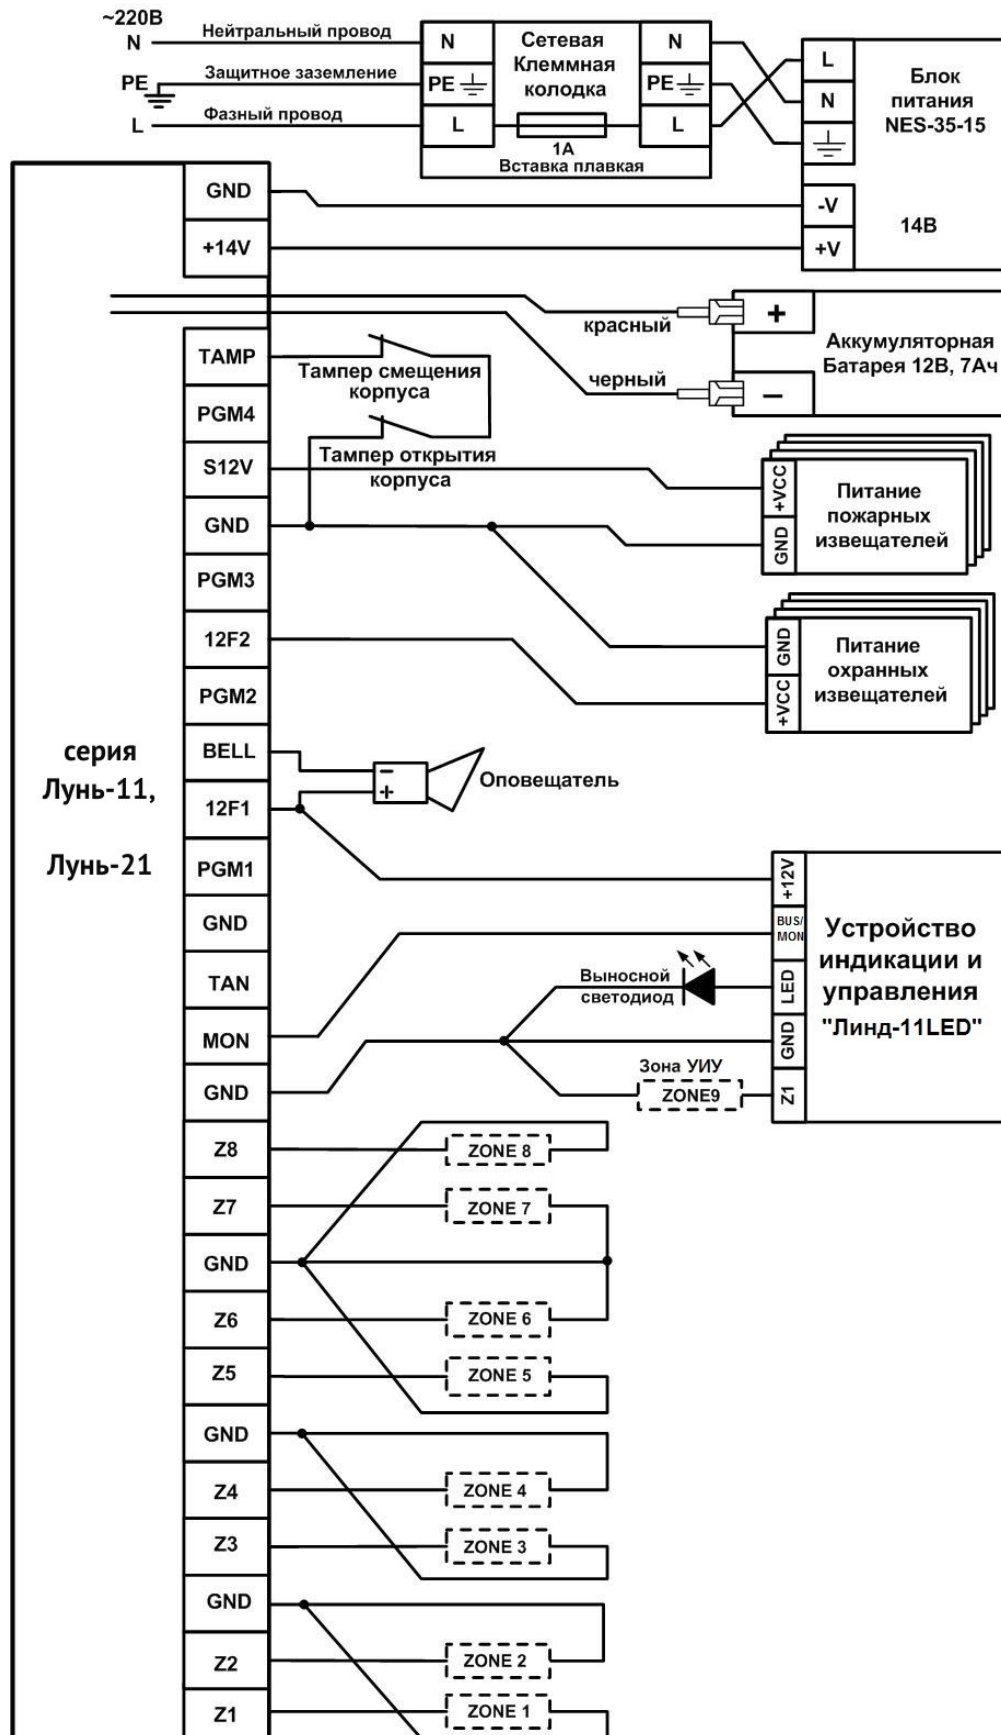 ~220В
N
Нейтральный провод
PE
Защитное заземление
L
Фазный провод
N
PE
L
Сетевая
Клеммная
колодка
1А
Вставка плавкая
N
PE
L
L
N
-V
+V
Блок
питания
NES-35-15
14В
GND
+14V
красный
черный
+
−
Аккумуляторная
Батарея 12В, 7Ач
TAMP
Тампер смещения
корпуса
PGM4
Тампер открытия
корпуса
S12V
GND
+VCC
GND
Питание
пожарных
извещателей
PGM3
12F2
PGM2
GND
+VCC
Питание
охранных
извещателей
BELL
12F1
−
+
Оповещатель
серия
Лунь-11,
Лунь-21
PGM1
GND
TAN
MON
GND
+12V
BUS/
MON
LED
GND
Z1
Устройство
индикации и
управления
"Линд-11LED"
Выносной
светодиод
Зона УИУ
ZONE9
Z8
ZONE 8
Z7
ZONE 7
GND
Z6
ZONE 6
Z5
ZONE 5
GND
Z4
ZONE 4
Z3
ZONE 3
GND
Z2
ZONE 2
Z1
ZONE 1